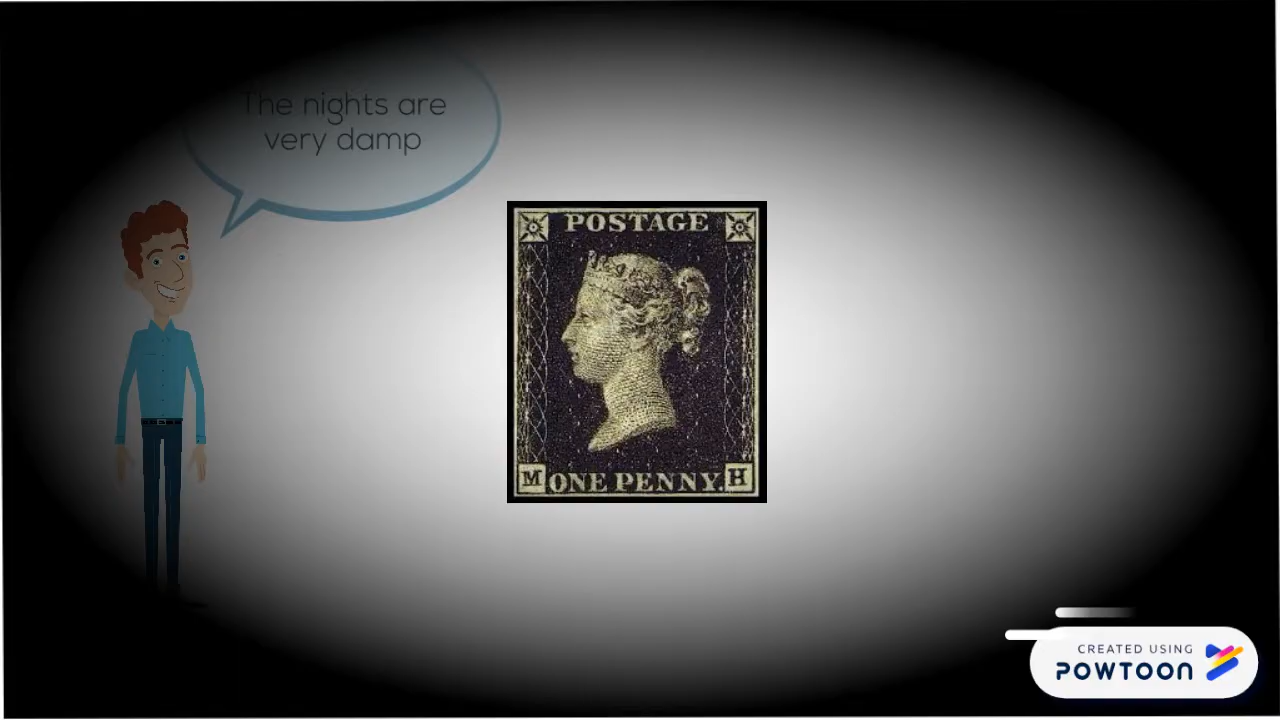 The nights are
very damp
POSTAGE
M ONE PENNY. H
CREATED USING
POWTOON